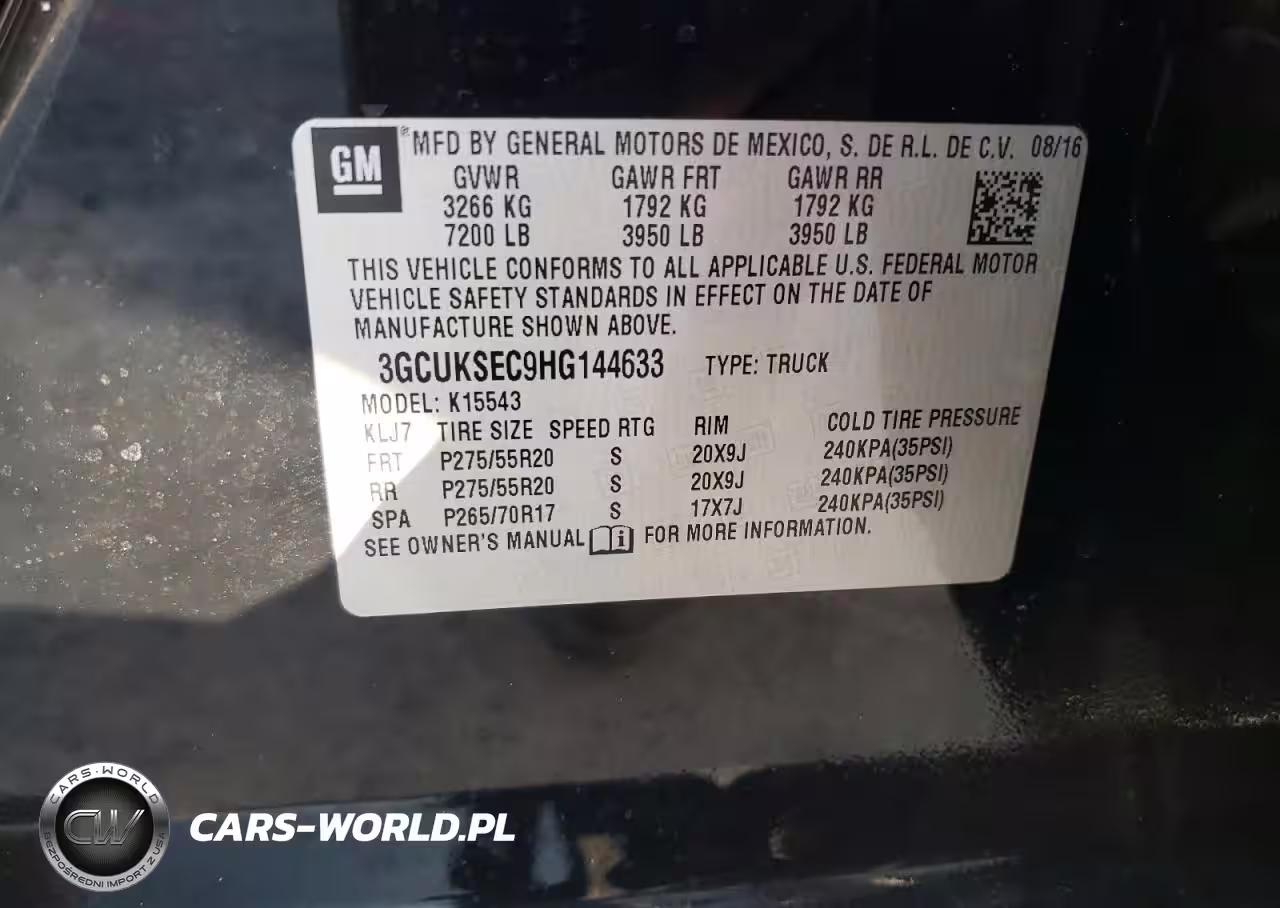 GM ® MFD BY GENERAL MOTORS DE MEXICO, S. DE R.L. DE C.V. 08/16
GVWR GAWR FRT GAWR RR
3266 KG 1792 KG 1792 KG
7200 LB 3950 LB 3950 LB
THIS VEHICLE CONFORMS TO ALL APPLICABLE U.S. FEDERAL MOTOR
VEHICLE SAFETY STANDARDS IN EFFECT ON THE DATE OF
MANUFACTURE SHOWN ABOVE.
3GCUKSEC9HG144633 TYPE: TRUCK
MODEL: K15543
KLJ7 TIRE SIZE SPEED RTG RIM COLD TIRE PRESSURE
FRT P275/55R20 S 20X9J 240KPA(35PSI)
RR P275/55R20 S 20X9J 240KPA(35PSI)
SPA P265/70R17 S 17X7J 240KPA(35PSI)
SEE OWNER'S MANUAL i FOR MORE INFORMATION.
CARS-WORLD
CW
BEZPOŚREDNI IMPORT Z USA
CARS-WORLD.PL